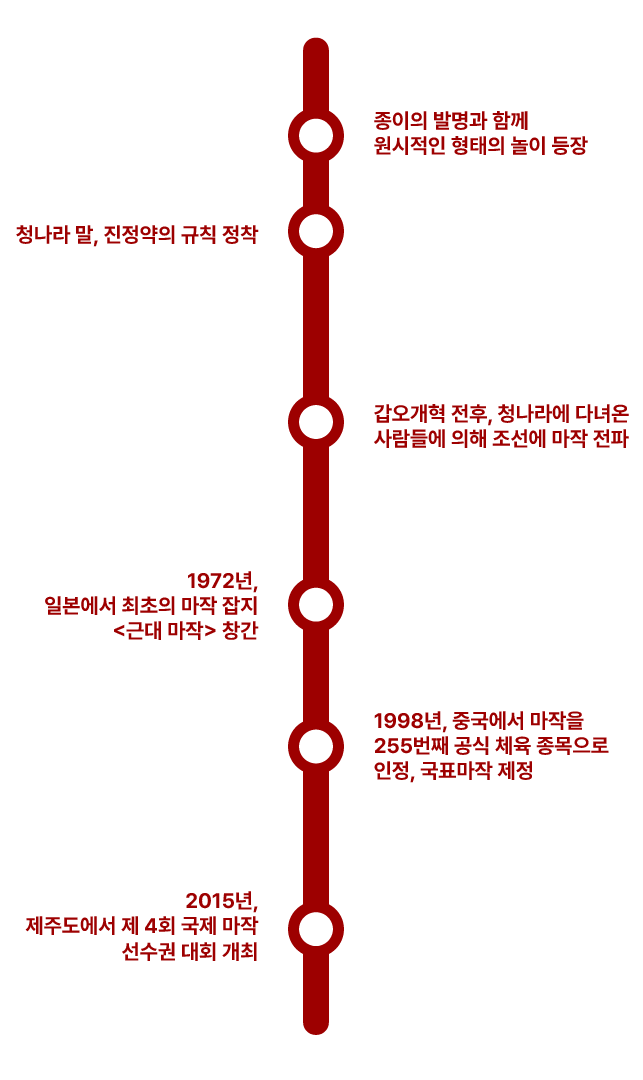 종이의 발명과 함께
원시적인 형태의 놀이 등장
청나라 말, 진정약의 규칙 정착
갑오개혁 전후, 청나라에 다녀온
사람들에 의해 조선에 마작 전파
1972년,
일본에서 최초의 마작 잡지
<근대 마작> 창간
1998년, 중국에서 마작을
255번째 공식 체육 종목으로
인정, 국표마작 제정
2015년,
제주도에서 제 4회 국제 마작
선수권 대회 개최